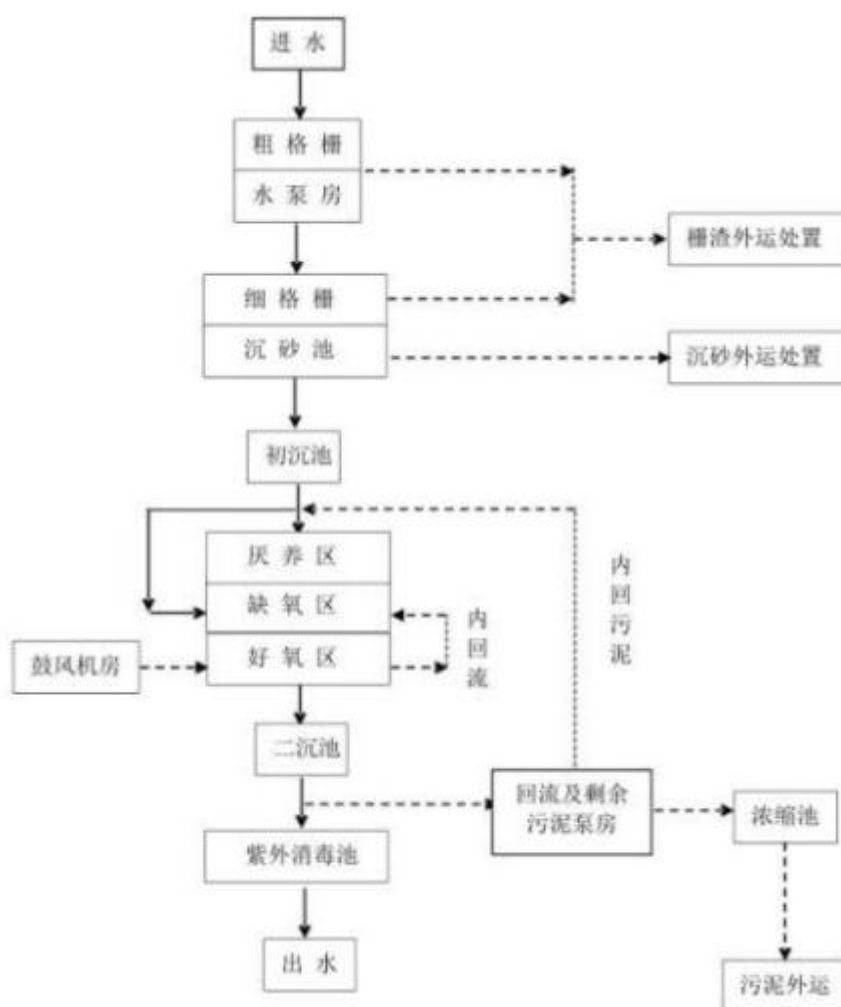 进 水
粗 格 栅
水 泵 房
栅渣外运处置
细 格 栅
沉 砂 池
沉砂外运处置
初沉池
厌 养 区
缺 氧 区
好 氧 区
鼓风机房
内回流
内回污泥
二沉池
回流及剩余
污泥泵房
浓缩池
紫外消毒池
出 水
污泥外运